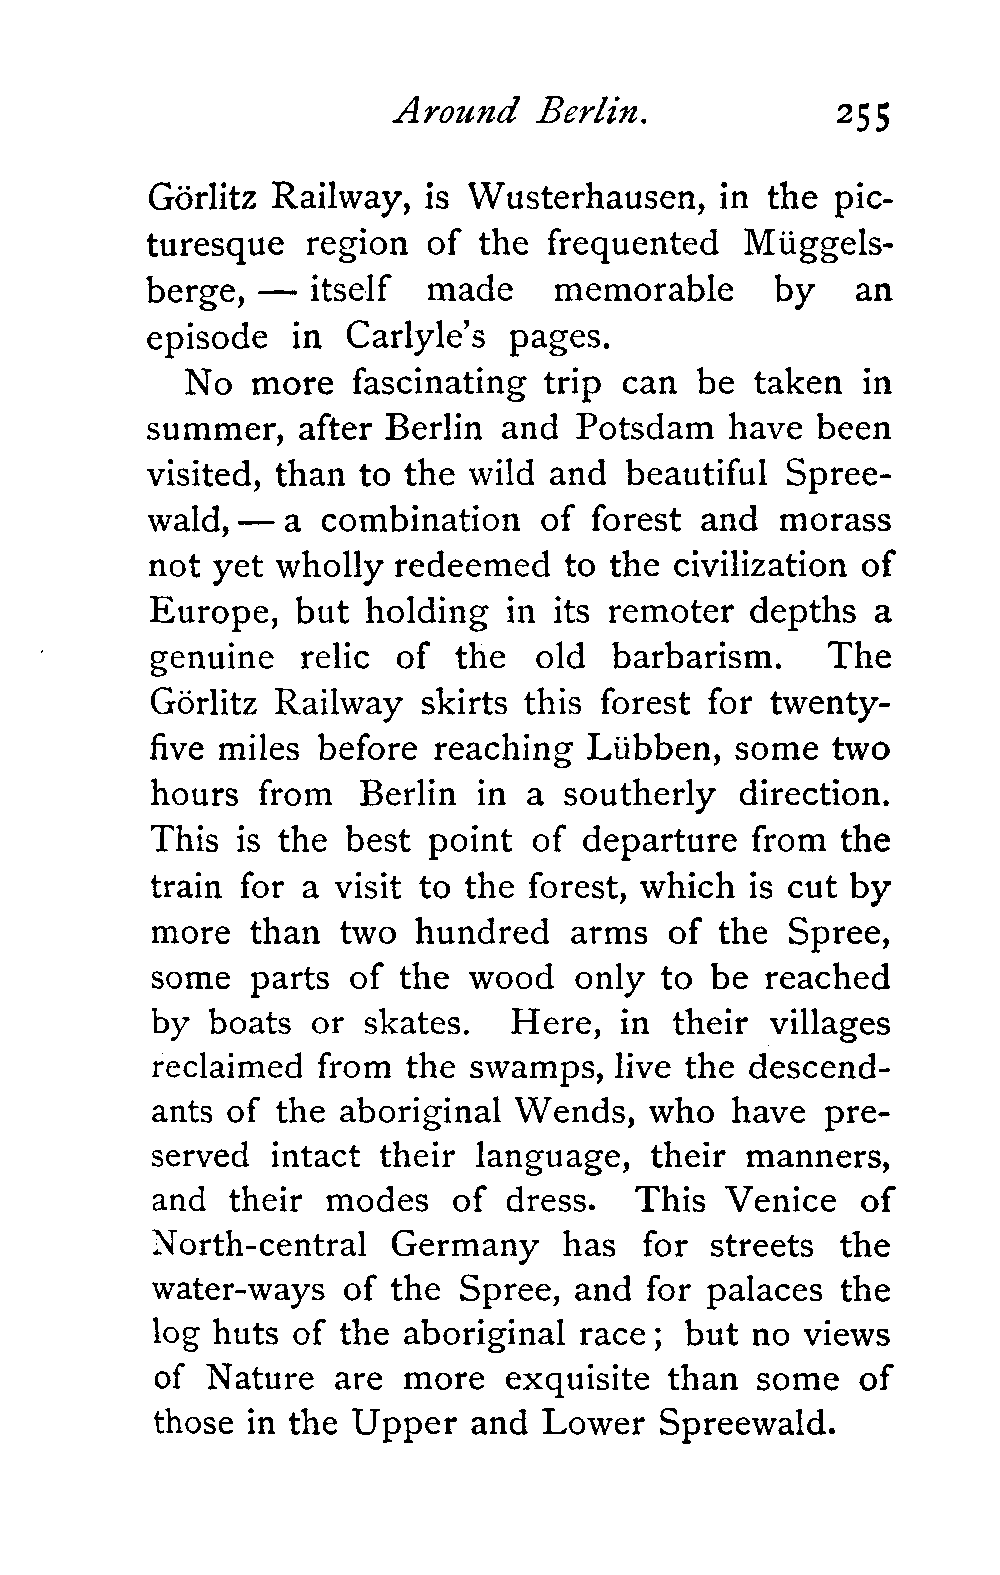 Around Berlin. 255
Görlitz Railway, is Wusterhausen, in the pic-
turesque region of the frequented Müggels-
berge, — itself made memorable by an
episode in Carlyle's pages.
No more fascinating trip can be taken in
summer, after Berlin and Potsdam have been
visited, than to the wild and beautiful Spree-
wald, — a combination of forest and morass
not yet wholly redeemed to the civilization of
Europe, but holding in its remoter depths a
genuine relic of the old barbarism. The
Görlitz Railway skirts this forest for twenty-
five miles before reaching Lübben, some two
hours from Berlin in a southerly direction.
This is the best point of departure from the
train for a visit to the forest, which is cut by
more than two hundred arms of the Spree,
some parts of the wood only to be reached
by boats or skates. Here, in their villages
reclaimed from the swamps, live the descend-
ants of the aboriginal Wends, who have pre-
served intact their language, their manners,
and their modes of dress. This Venice of
North-central Germany has for streets the
water-ways of the Spree, and for palaces the
log huts of the aboriginal race; but no views
of Nature are more exquisite than some of
those in the Upper and Lower Spreewald.